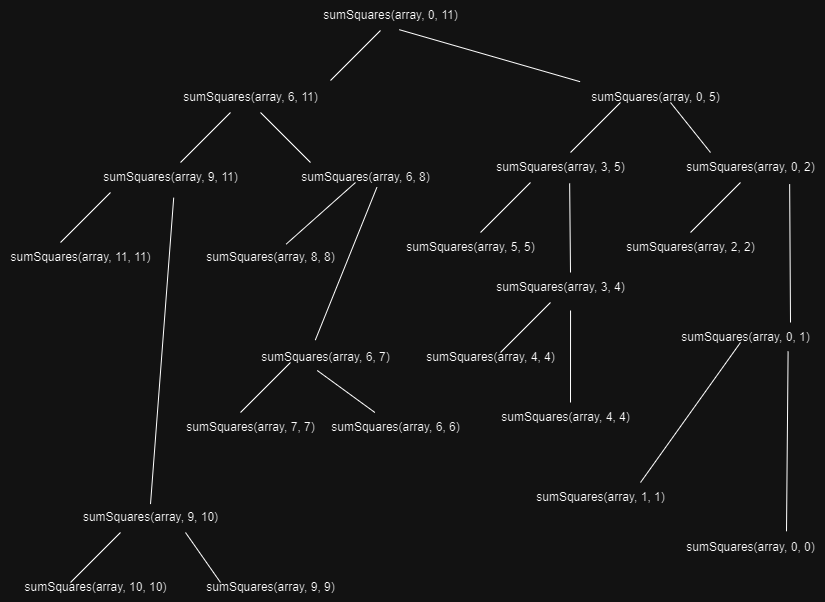 sumSquares(array, 0, 11)
sumSquares(array, 6, 11)
sumSquares(array, 0, 5)
sumSquares(array, 9, 11)
sumSquares(array, 6, 8)
sumSquares(array, 3, 5)
sumSquares(array, 0, 2)
sumSquares(array, 11, 11)
sumSquares(array, 8, 8)
sumSquares(array, 5, 5)
sumSquares(array, 2, 2)
sumSquares(array, 3, 4)
sumSquares(array, 0, 1)
sumSquares(array, 6, 7)
sumSquares(array, 4, 4)
sumSquares(array, 7, 7)
sumSquares(array, 6, 6)
sumSquares(array, 4, 4)
sumSquares(array, 1, 1)
sumSquares(array, 9, 10)
sumSquares(array, 0, 0)
sumSquares(array, 10, 10)
sumSquares(array, 9, 9)